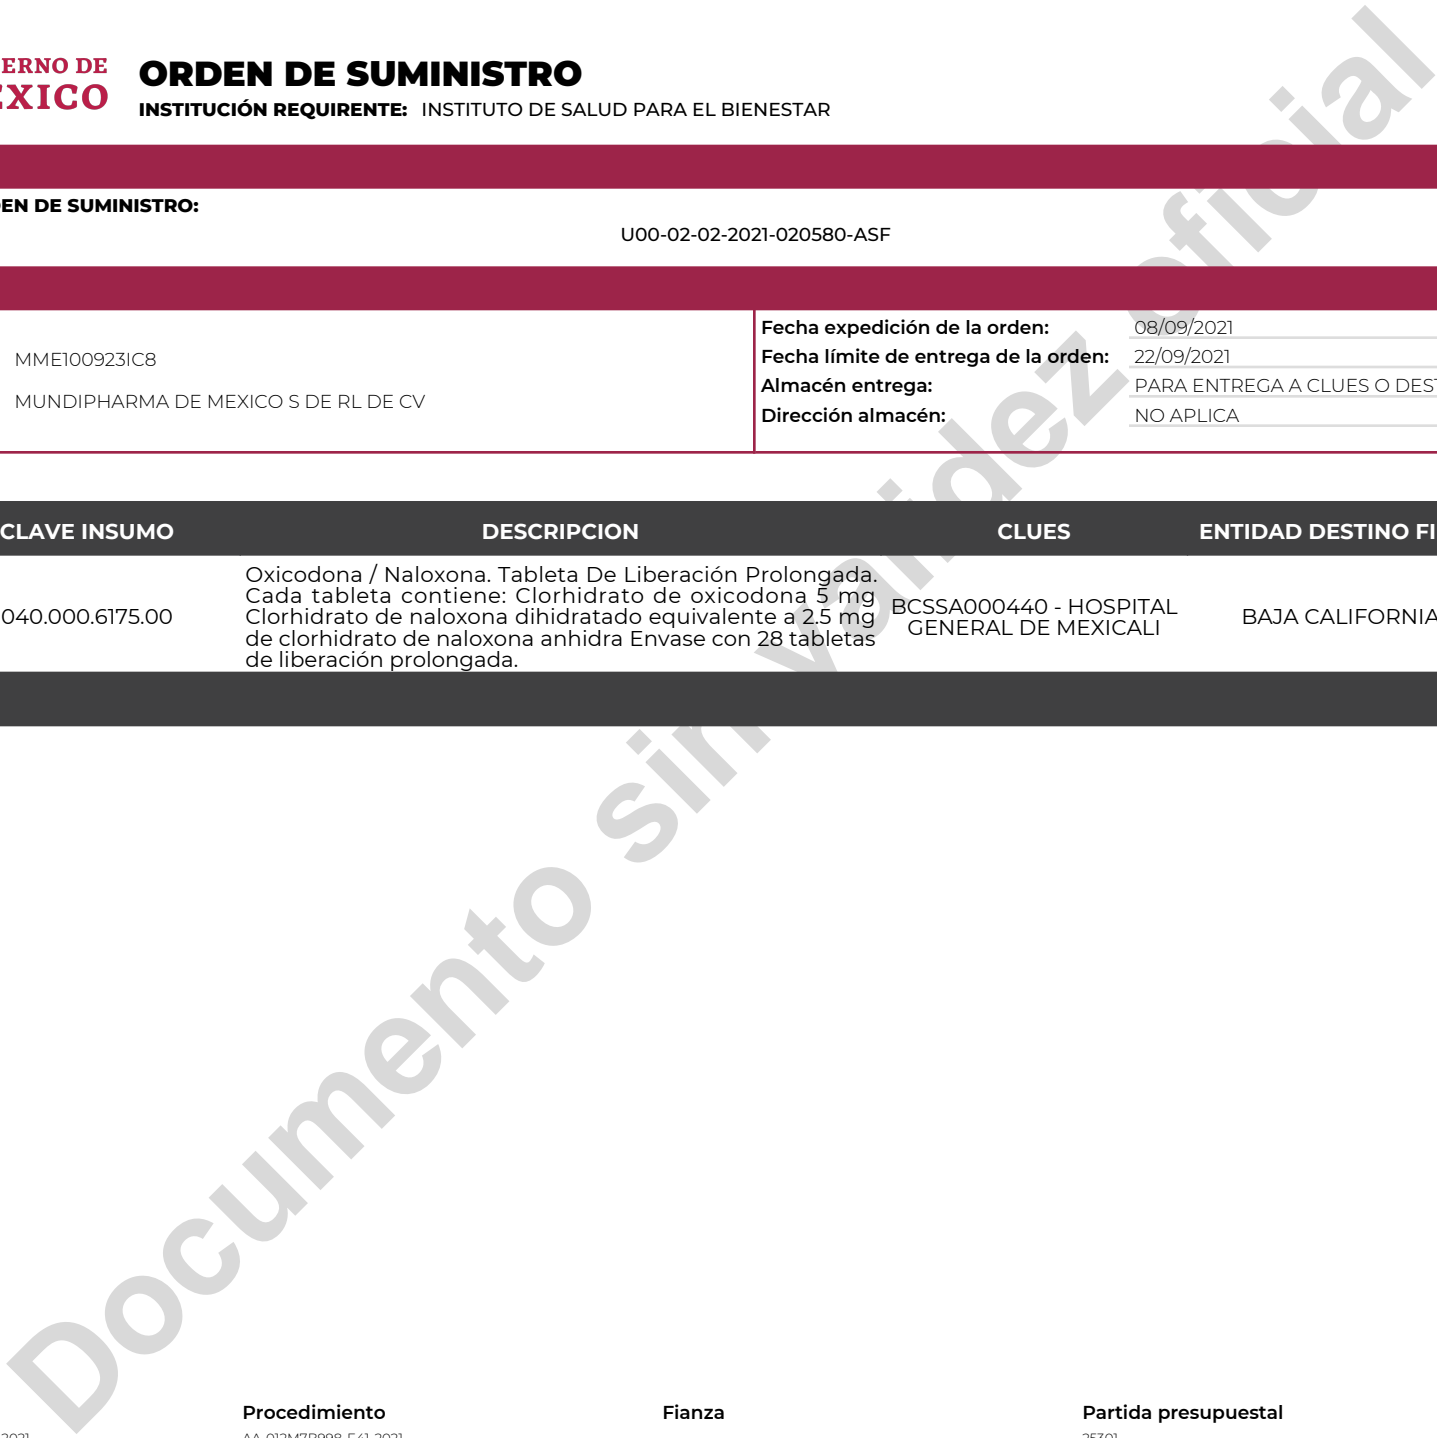 ERNO DE
EXICO
ORDEN DE SUMINISTRO
INSTITUCIÓN REQUIRENTE: INSTITUTO DE SALUD PARA EL BIENESTAR
EN DE SUMINISTRO:
U00-02-02-2021-020580-ASF
MME100923IC8
MUNDIPHARMA DE MEXICO S DE RL DE CV
Fecha expedición de la orden: 08/09/2021
Fecha límite de entrega de la orden: 22/09/2021
Almacén entrega: PARA ENTREGA A CLUES O DEST
Dirección almacén: NO APLICA
CLAVE INSUMO DESCRIPCION CLUES ENTIDAD DESTINO FI
040.000.6175.00
Oxicodona / Naloxona. Tableta De Liberación Prolongada.
Cada tableta contiene: Clorhidrato de oxicodona 5 mg
Clorhidrato de naloxona dihidratado equivalente a 2.5 mg
de clorhidrato de naloxona anhidra Envase con 28 tabletas
de liberación prolongada.
BCSSA000440 - HOSPITAL
GENERAL DE MEXICALI
BAJA CALIFORNIA
Documento sin validez oficial
Procedimiento Fianza Partida presupuestal